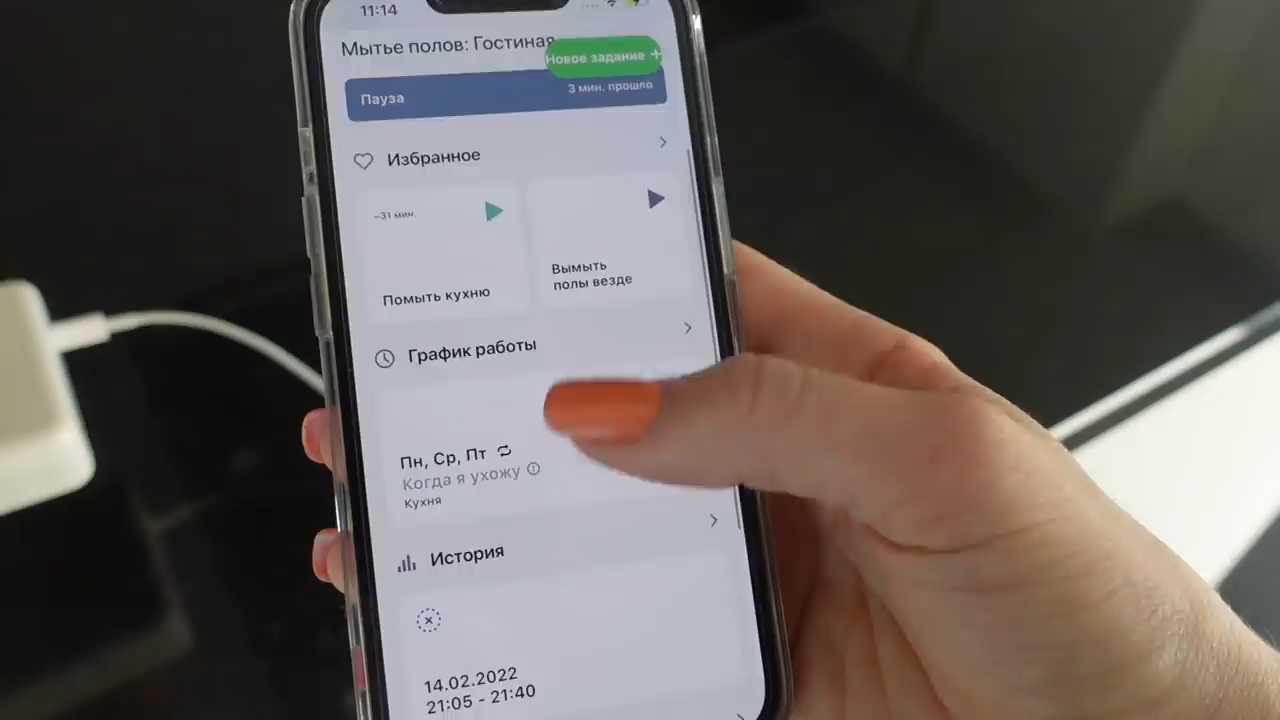 11:14
Мытье полов: Гостиная
Новое задание +
Пауза
3 мин. прошло
Избранное
~31 мин.
Помыть кухню
Вымыть
полы везде
График работы
Пн, Ср, Пт
Когда я ухожу
Кухня
История
14.02.2022
21:05 - 21:40